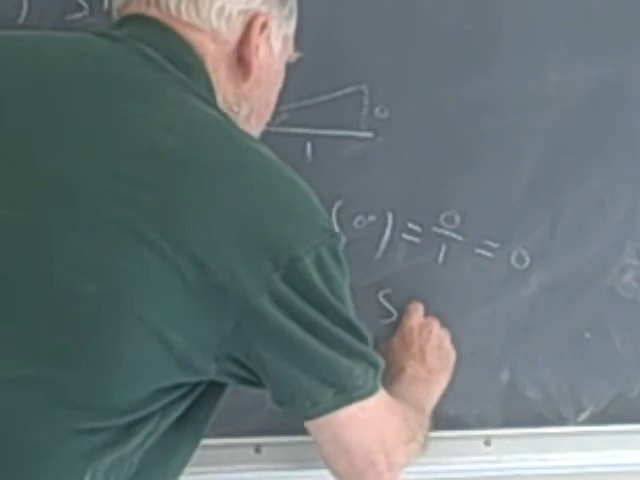 0
1
(0°) = 0/1 = 0
S